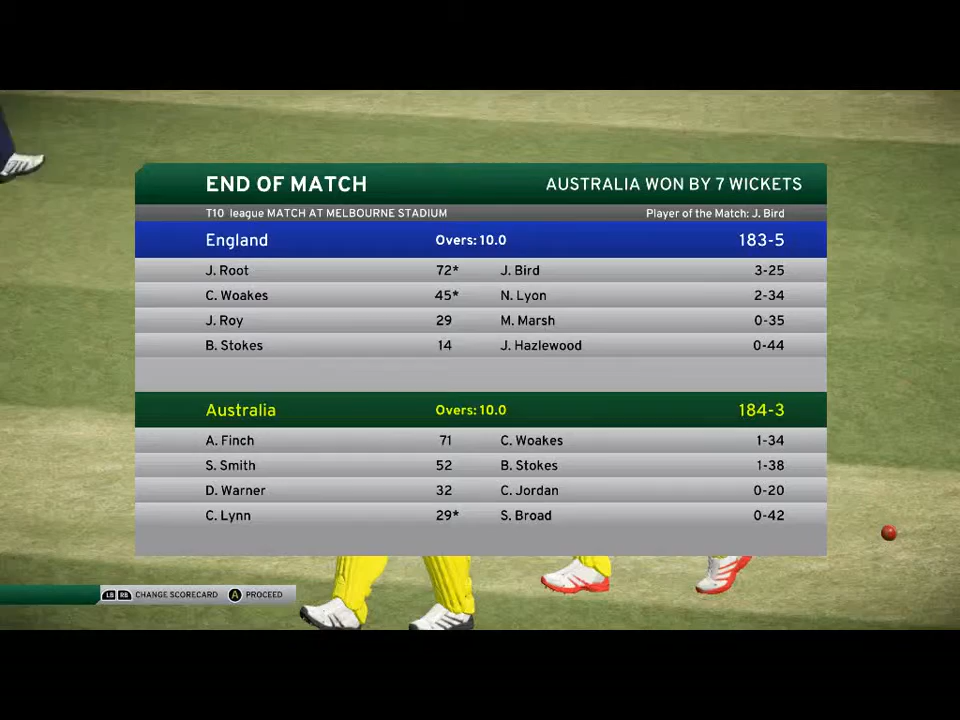 END OF MATCH AUSTRALIA WON BY 7 WICKETS
T10 league MATCH AT MELBOURNE STADIUM Player of the Match: J. Bird
England Overs: 10.0 183-5
J. Root 72* J. Bird 3-25
C. Woakes 45* N. Lyon 2-34
J. Roy 29 M. Marsh 0-35
B. Stokes 14 J. Hazlewood 0-44
Australia Overs: 10.0 184-3
A. Finch 71 C. Woakes 1-34
S. Smith 52 B. Stokes 1-38
D. Warner 32 C. Jordan 0-20
C. Lynn 29* S. Broad 0-42
LB RB CHANGE SCORECARD A PROCEED